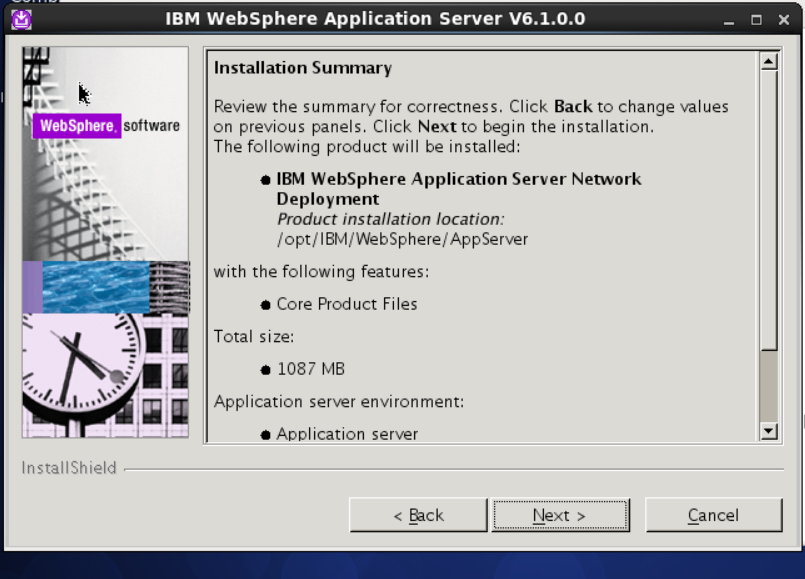 IBM WebSphere Application Server V6.1.0.0
WebSphere. software
Installation Summary
Review the summary for correctness. Click Back to change values
on previous panels. Click Next to begin the installation.
The following product will be installed:
● IBM WebSphere Application Server Network
Deployment
Product installation location:
/opt/IBM/WebSphere/AppServer
with the following features:
● Core Product Files
Total size:
● 1087 MB
Application server environment:
● Application server
InstallShield
< Back
Next >
Cancel